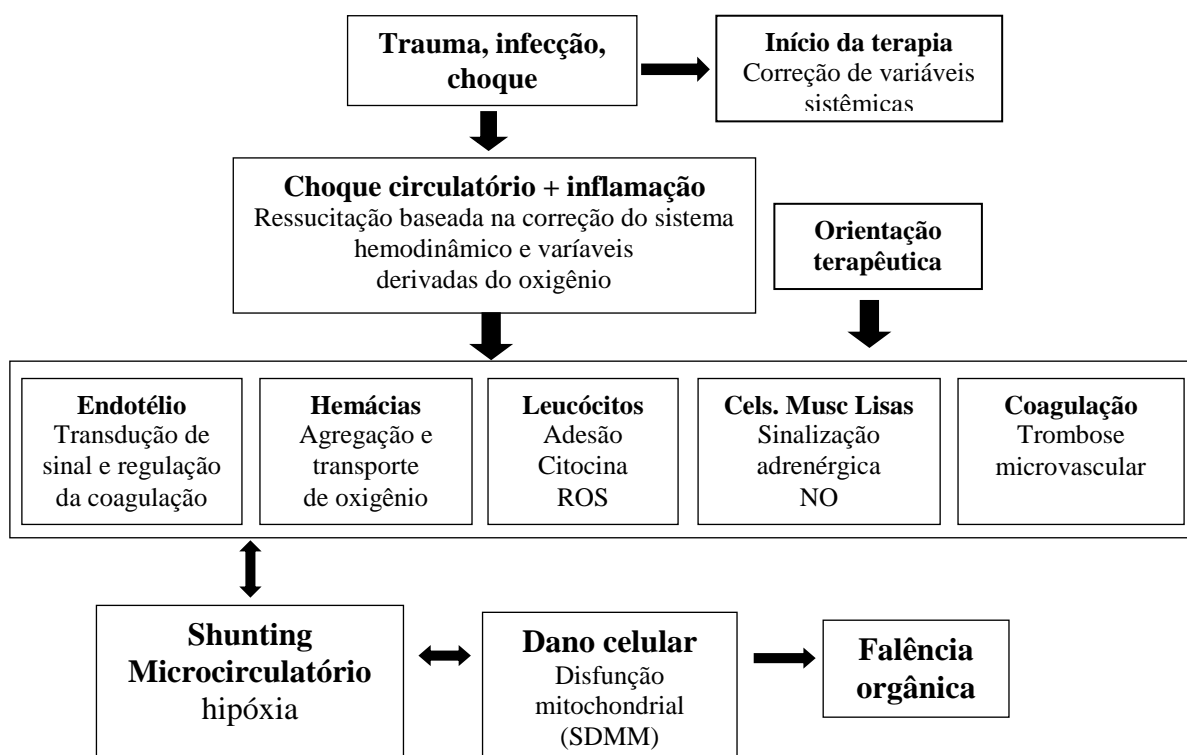 Trauma, infecção,
choque
Início da terapia
Correção de variáveis
sistêmicas
Choque circulatório + inflamação
Ressucitação baseada na correção do sistema
hemodinâmico e varíaveis
derivadas do oxigênio
Orientação
terapêutica
Endotélio
Transdução de
sinal e regulação
da coagulação
Hemácias
Agregação e
transporte
de oxigênio
Leucócitos
Adesão
Citocina
ROS
Cels. Musc Lisas
Sinalização
adrenérgica
NO
Coagulação
Trombose
microvascular
Shunting
Microcirculatório
hipóxia
Dano celular
Disfunção
mitochondrial
(SDMM)
Falência
orgânica